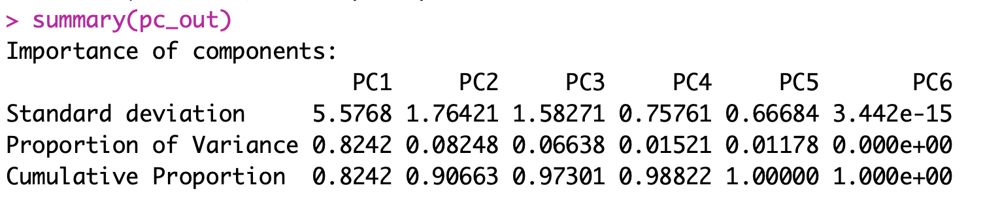 > summary(pc_out)
Importance of components:
PC1 PC2 PC3 PC4 PC5 PC6
Standard deviation 5.5768 1.76421 1.58271 0.75761 0.66684 3.442e-15
Proportion of Variance 0.8242 0.08248 0.06638 0.01521 0.01178 0.000e+00
Cumulative Proportion 0.8242 0.90663 0.97301 0.98822 1.00000 1.000e+00